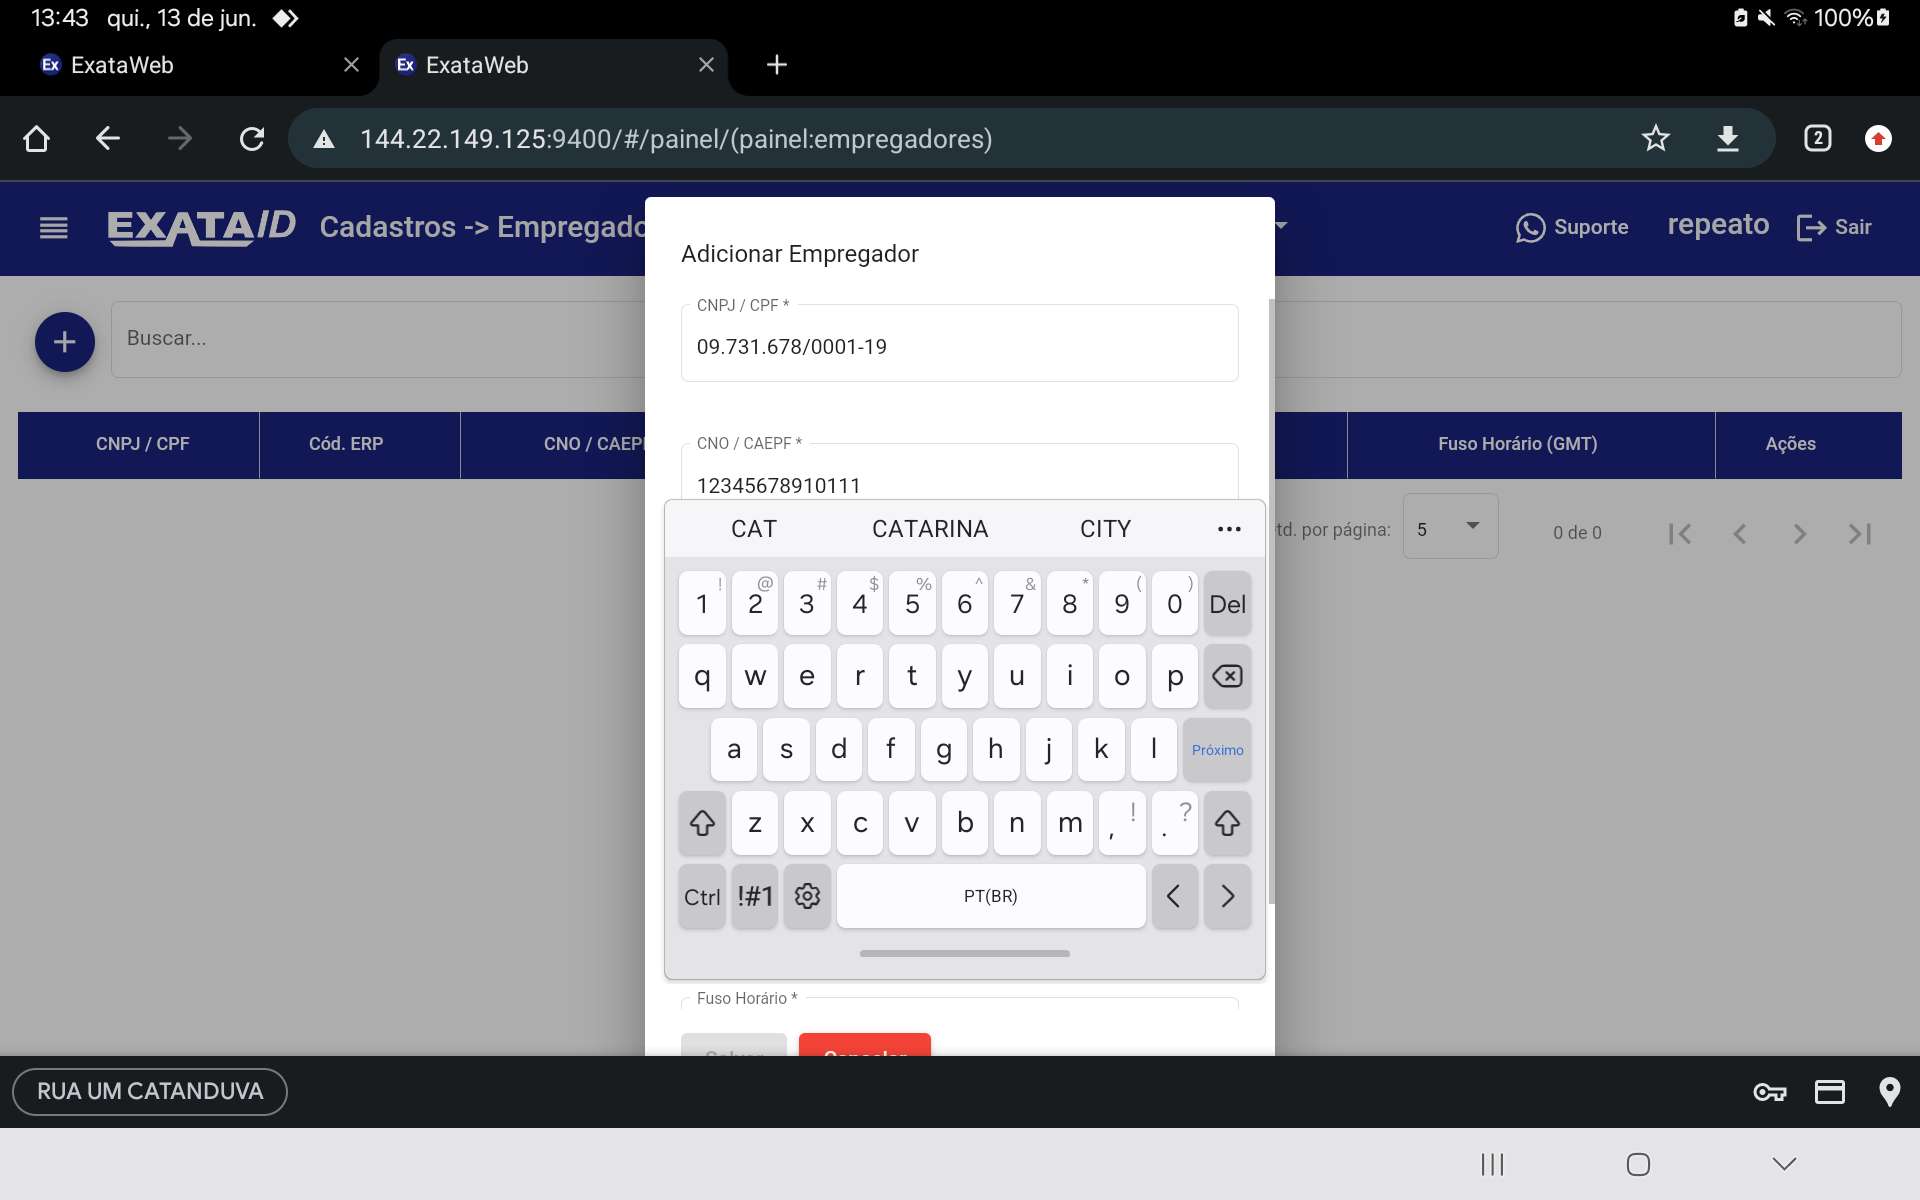 13:43 qui., 13 de jun. 100%
Ex ExataWeb
Ex ExataWeb
144.22.149.125:9400/#/painel/(painel:empregadores) 2
EXATA ID Cadastros -> Empregado Suporte repeato Sair
Adicionar Empregador
CNPJ / CPF *
09.731.678/0001-19
Buscar...
CNPJ / CPF Cód. ERP CNO / CAEP Fuso Horário (GMT) Ações
CNO / CAEPF *
12345678910111
td. por página: 5 0 de 0
CAT CATARINA CITY ...
! @ # $ % ^ & * ( )
1 2 3 4 5 6 7 8 9 0 Del
q w e r t y u i o p
a s d f g h j k l Próximo
z x c v b n m , ! . ?
Ctrl !#1 PT(BR) < >
Fuso Horário *
Salvar Cancelar
RUA UM CATANDUVA